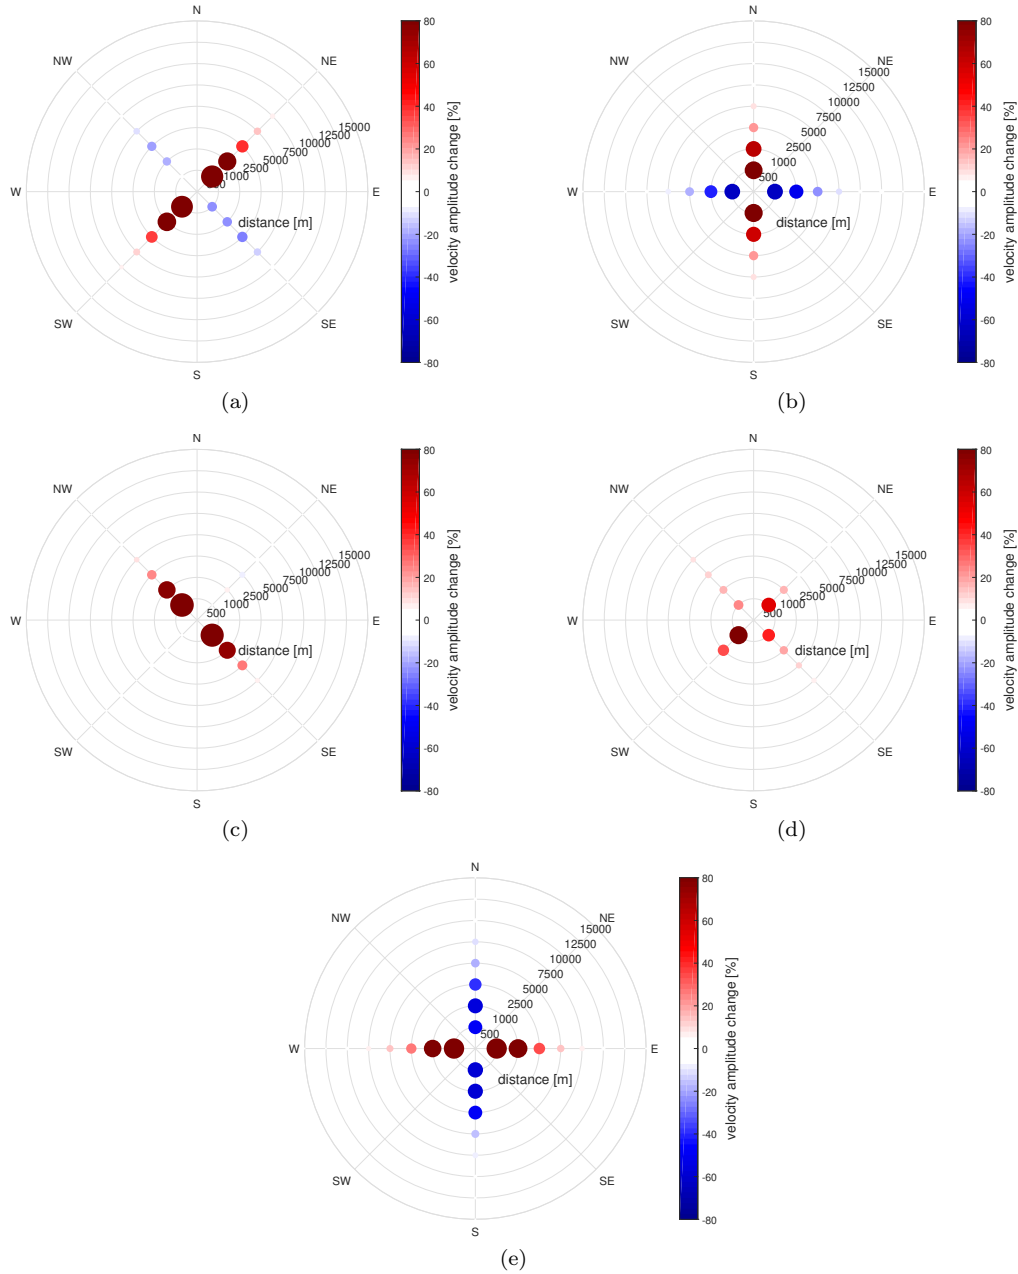 N
NW
NE
W
E
SW
SE
S
500
1000
2500
5000
7500
10000
12500
15000
distance [m]
80
60
40
20
0
-20
-40
-60
-80
velocity amplitude change [%]
(a)
N
NW
NE
W
E
SW
SE
S
500
1000
2500
5000
7500
10000
12500
15000
distance [m]
80
60
40
20
0
-20
-40
-60
-80
velocity amplitude change [%]
(b)
N
NW
NE
W
E
SW
SE
S
500
1000
2500
5000
7500
10000
12500
15000
distance [m]
80
60
40
20
0
-20
-40
-60
-80
velocity amplitude change [%]
(c)
N
NW
NE
W
E
SW
SE
S
500
1000
2500
5000
7500
10000
12500
15000
distance [m]
80
60
40
20
0
-20
-40
-60
-80
velocity amplitude change [%]
(d)
N
NW
NE
W
E
SW
SE
S
500
1000
2500
5000
7500
10000
12500
15000
distance [m]
80
60
40
20
0
-20
-40
-60
-80
velocity amplitude change [%]
(e)